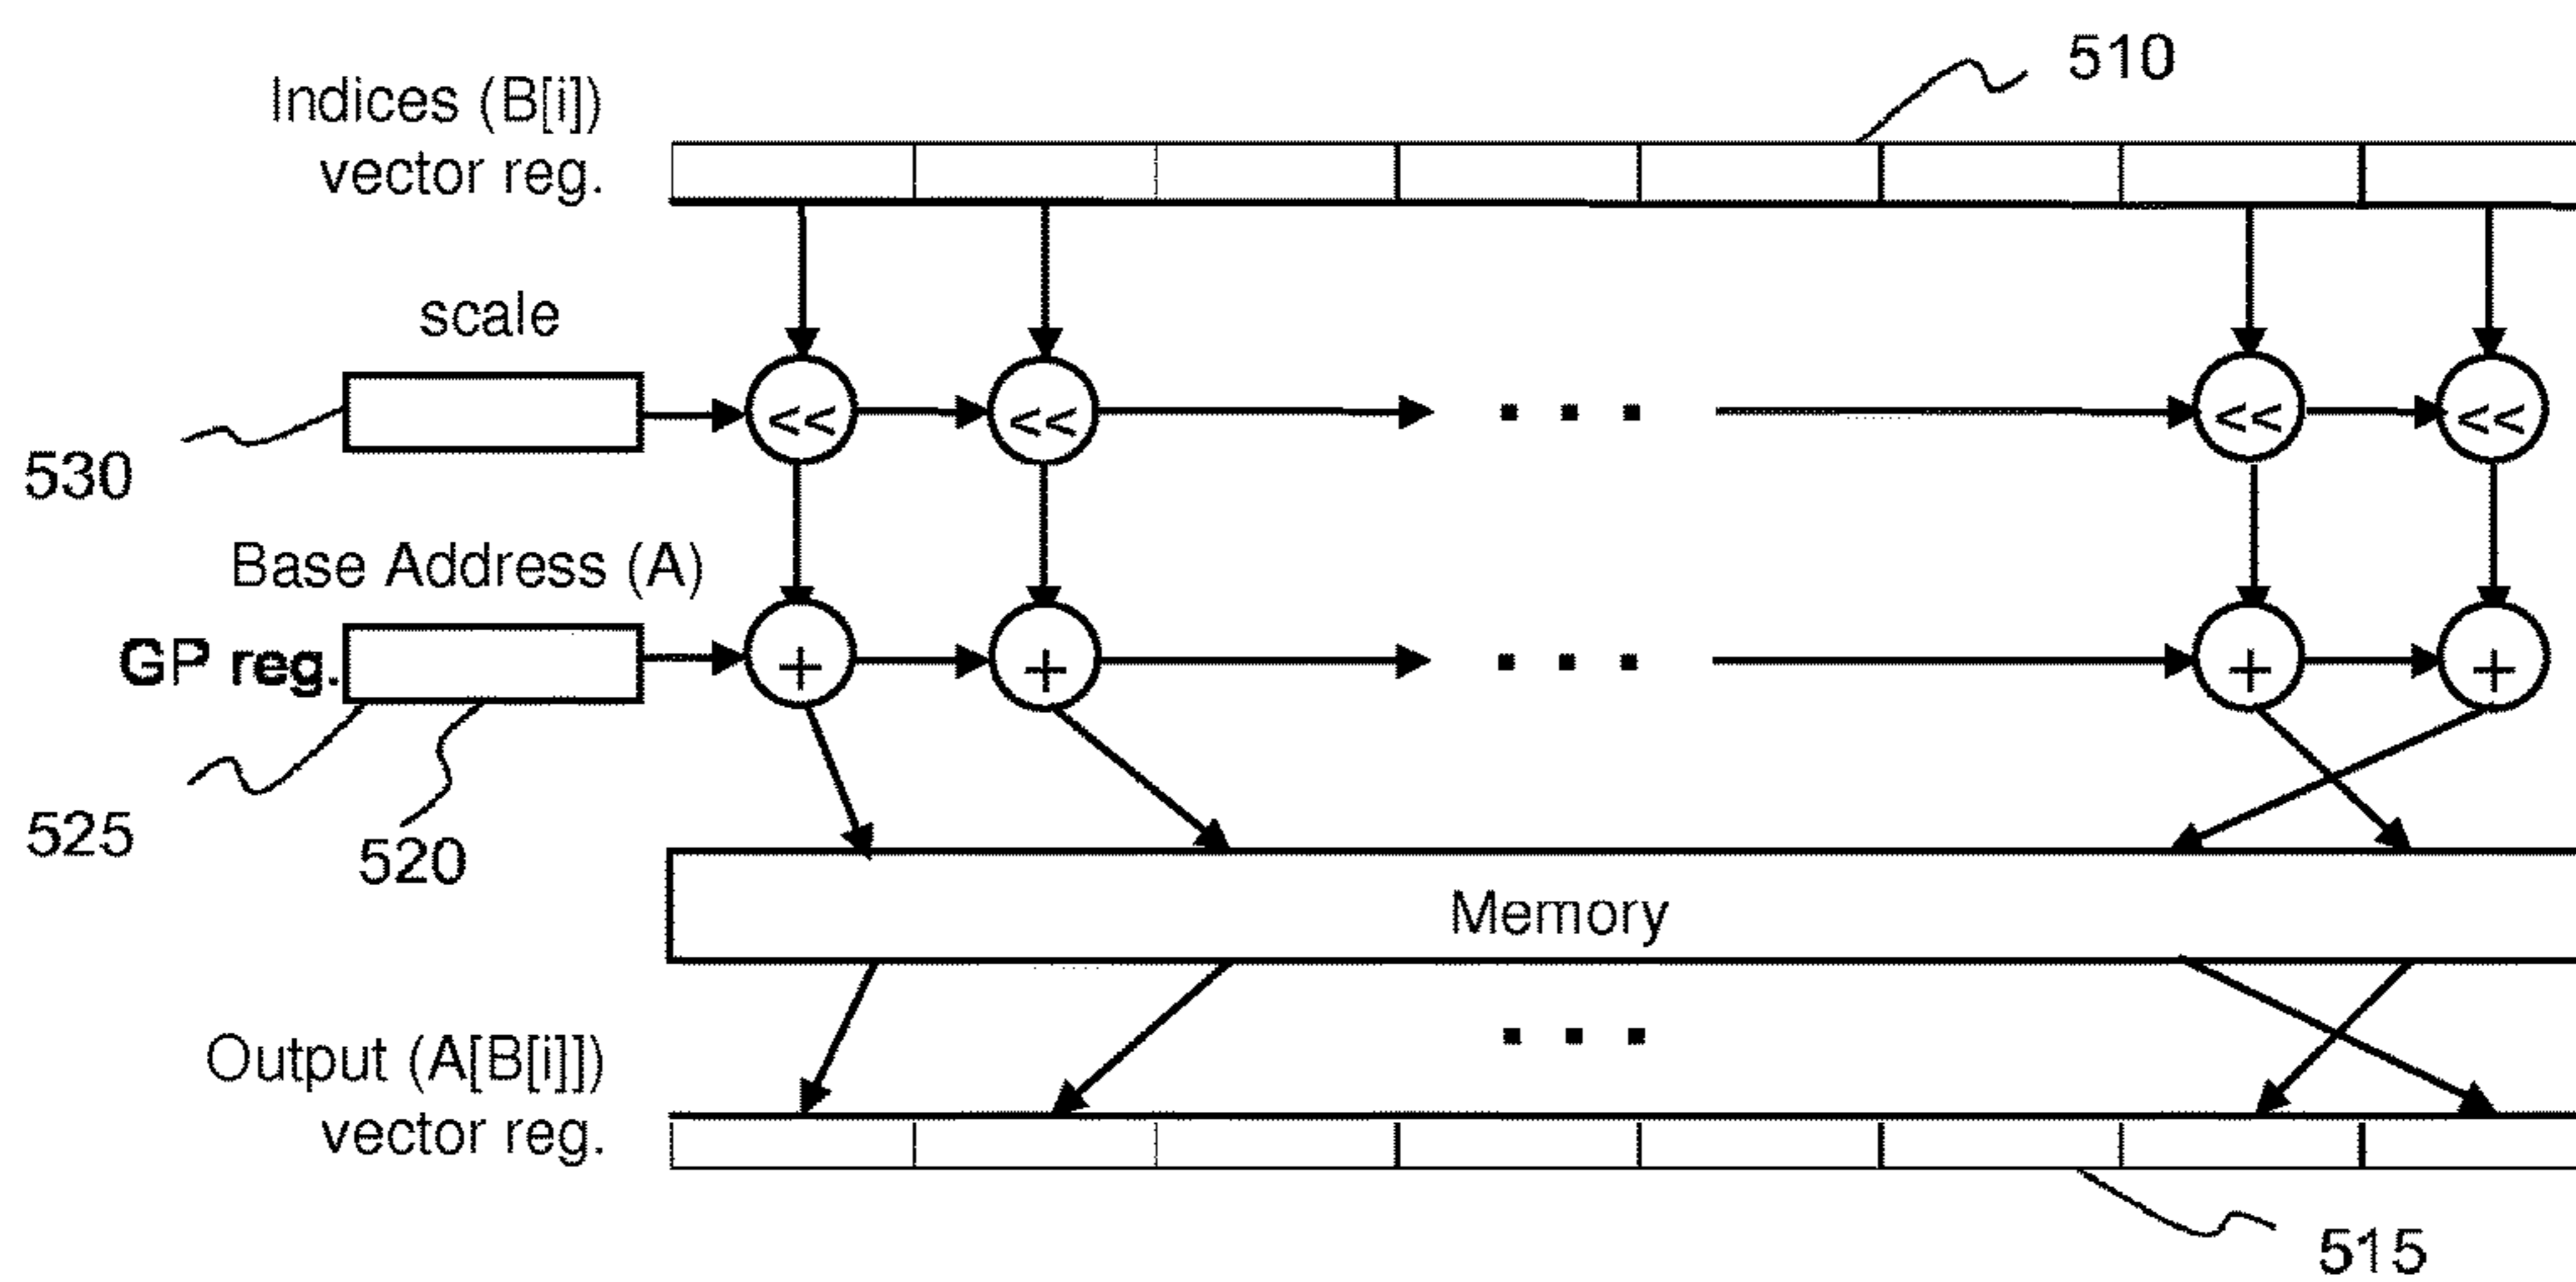 510
Indices (B[i])
vector reg.
scale
<< << ▪ ▪ ▪ << <<
530
Base Address (A)
GP reg.
+ + ▪ ▪ ▪ + +
525
520
Memory
▪ ▪ ▪
Output (A[B[i]])
vector reg.
515